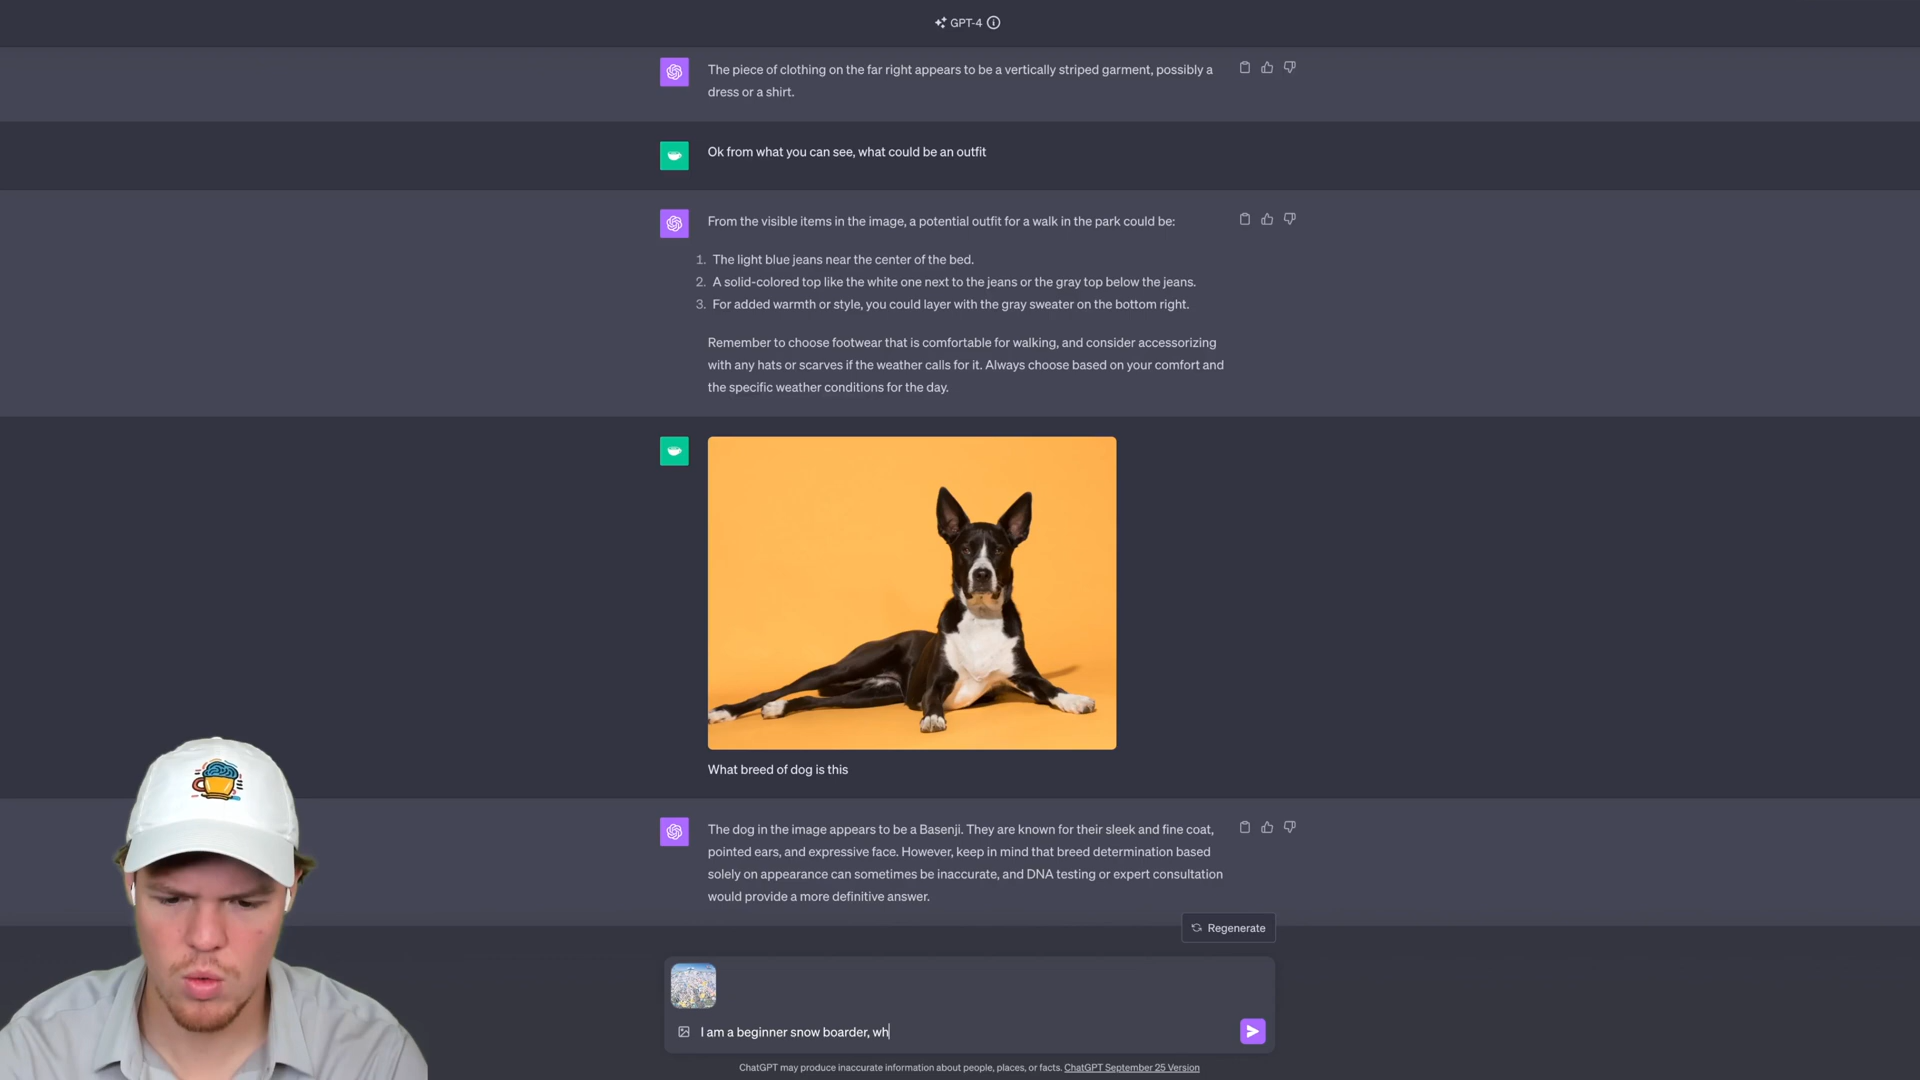 GPT-4
The piece of clothing on the far right appears to be a vertically striped garment, possibly a
dress or a shirt.
Ok from what you can see, what could be an outfit
From the visible items in the image, a potential outfit for a walk in the park could be:
1. The light blue jeans near the center of the bed.
2. A solid-colored top like the white one next to the jeans or the gray top below the jeans.
3. For added warmth or style, you could layer with the gray sweater on the bottom right.
Remember to choose footwear that is comfortable for walking, and consider accessorizing
with any hats or scarves if the weather calls for it. Always choose based on your comfort and
the specific weather conditions for the day.
What breed of dog is this
The dog in the image appears to be a Basenji. They are known for their sleek and fine coat,
pointed ears, and expressive face. However, keep in mind that breed determination based
solely on appearance can sometimes be inaccurate, and DNA testing or expert consultation
would provide a more definitive answer.
Regenerate
I am a beginner snow boarder, wh
ChatGPT may produce inaccurate information about people, places, or facts. ChatGPT September 25 Version